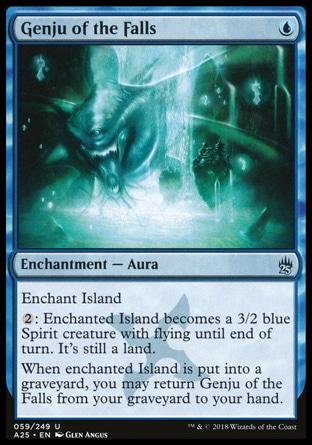 Genju of the Falls
Enchantment — Aura
Enchant Island
2: Enchanted Island becomes a 3/2 blue
Spirit creature with flying until end of
turn. It's still a land.
When enchanted Island is put into a
graveyard, you may return Genju of the
Falls from your graveyard to your hand.
059/249 U
A25 • EN Glen Angus
™ & © 2018 Wizards of the Coast
25